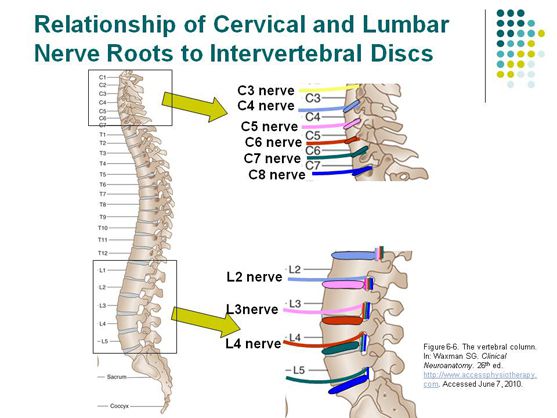 Relationship of Cervical and Lumbar
Nerve Roots to Intervertebral Discs
C1
C2
C3
C4
C5
C6
C7
T1
T2
T3
T4
T5
T6
T7
T8
T9
T10
T11
T12
L1
L2
L3
L4
L5
Sacrum
Coccyx
C3 nerve
C4 nerve
C5 nerve
C6 nerve
C7 nerve
C8 nerve
C3
C4
C5
C6
C7
L2 nerve
L3nerve
L4 nerve
L2
L3
L4
L5
Figure 6-6. The vertebral column.
In: Waxman SG. Clinical
Neuroanatomy. 26th ed.
http://www.accessphysiotherapy.
com. Accessed June 7, 2010.